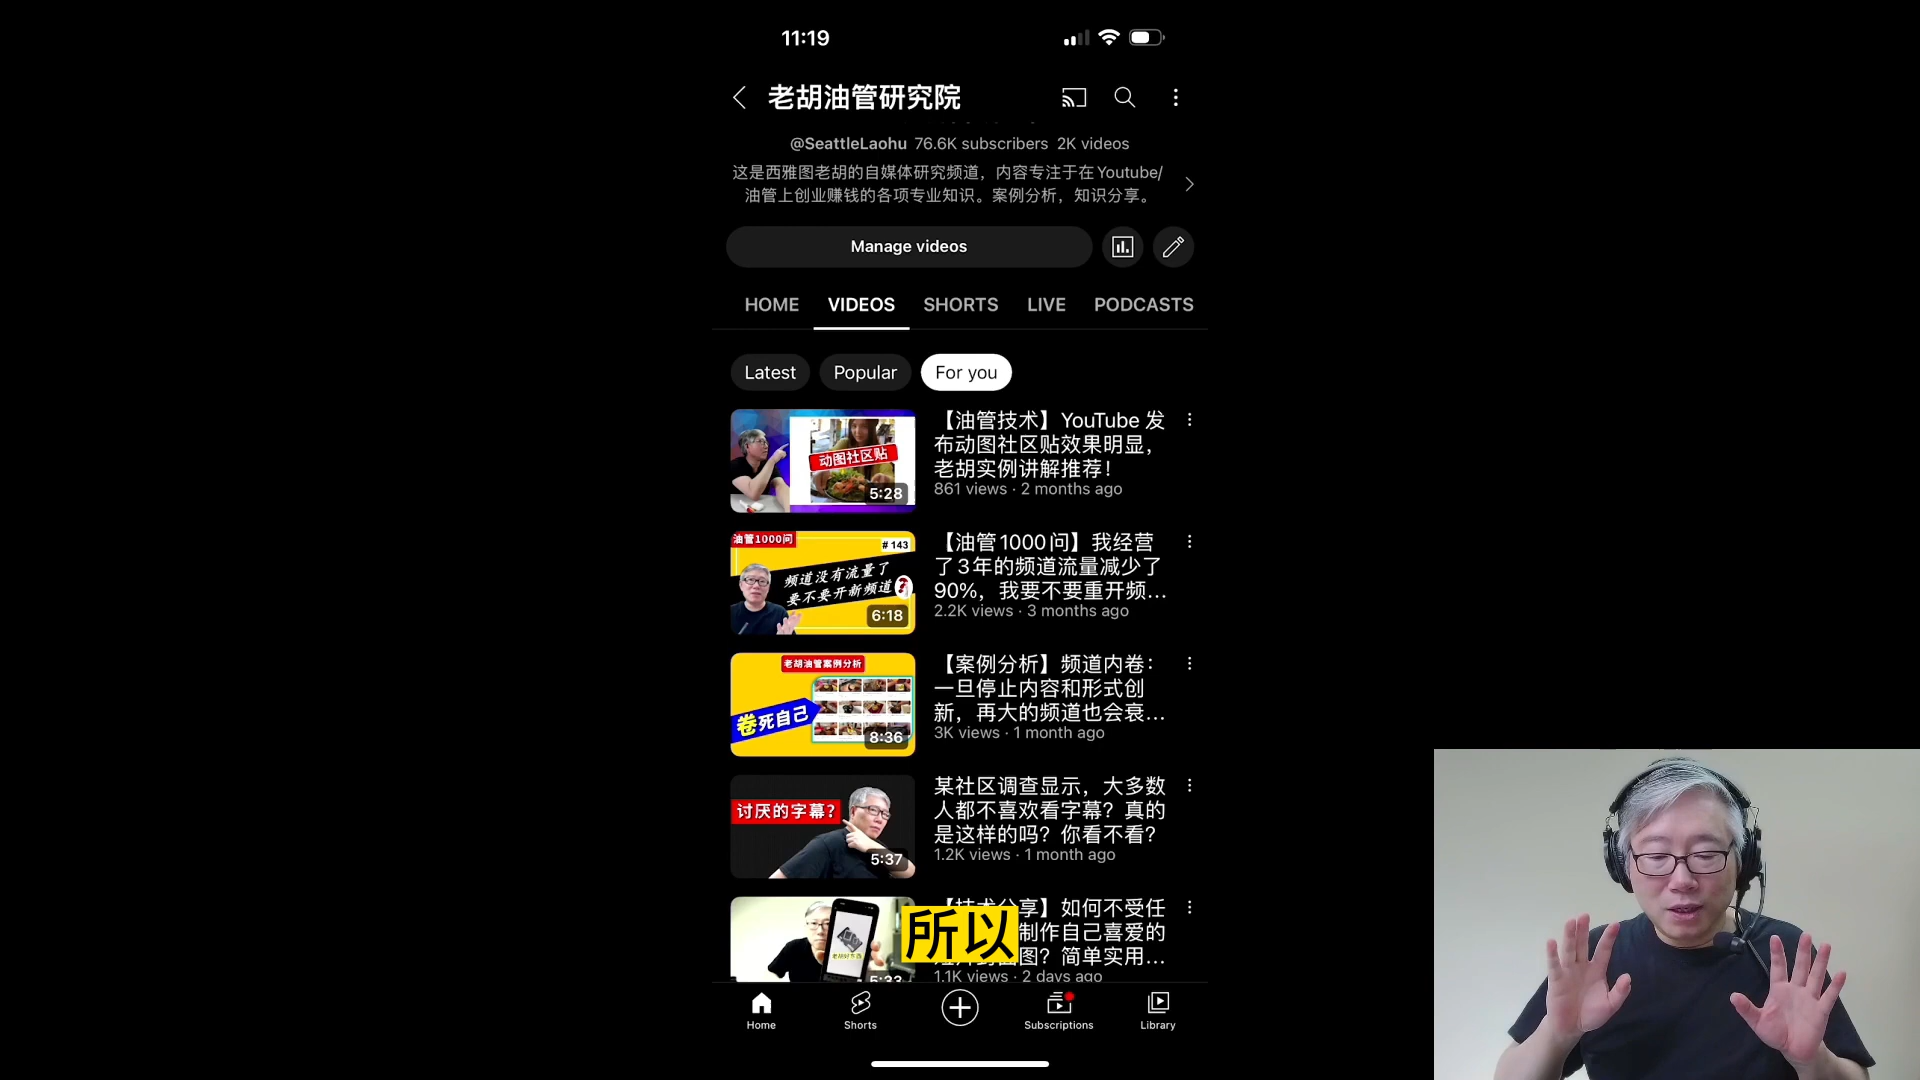 11:19
老胡油管研究院
@SeattleLaohu 76.6K subscribers 2K videos
这是西雅图老胡的自媒体研究频道，内容专注于在Youtube/
油管上创业赚钱的各项专业知识。案例分析，知识分享。
Manage videos
HOME VIDEOS SHORTS LIVE PODCASTS
Latest Popular For you
动图社区贴
5:28
【油管技术】YouTube 发
布动图社区贴效果明显，
老胡实例讲解推荐！
861 views · 2 months ago
油管1000问
# 143
频道没有流量了
要不要开新频道
?
6:18
【油管1000问】我经营
了3年的频道流量减少了
90%，我要不要重开频...
2.2K views · 3 months ago
老胡油管案例分析
卷死自己
8:36
【案例分析】频道内卷：
一旦停止内容和形式创
新，再大的频道也会衰...
3K views · 1 month ago
讨厌的字幕？
5:37
某社区调查显示，大多数
人都不喜欢看字幕？真的
是这样的吗？你看不看？
1.2K views · 1 month ago
5:33
【技术分享】如何不受任
制作自己喜爱的
图？简单实用...
1.1K views · 2 days ago
所以
Home Shorts Subscriptions Library